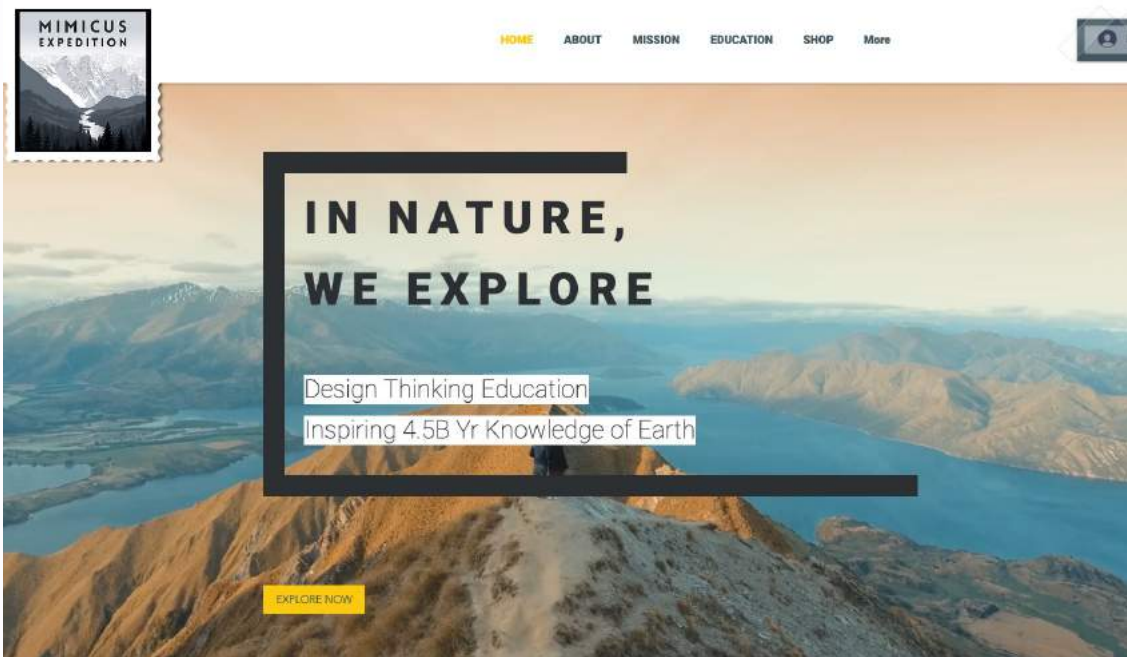 MIMICUS
EXPEDITION
HOME ABOUT MISSION EDUCATION SHOP More
IN NATURE,
WE EXPLORE
Design Thinking Education
Inspiring 4.5B Yr Knowledge of Earth
EXPLORE NOW